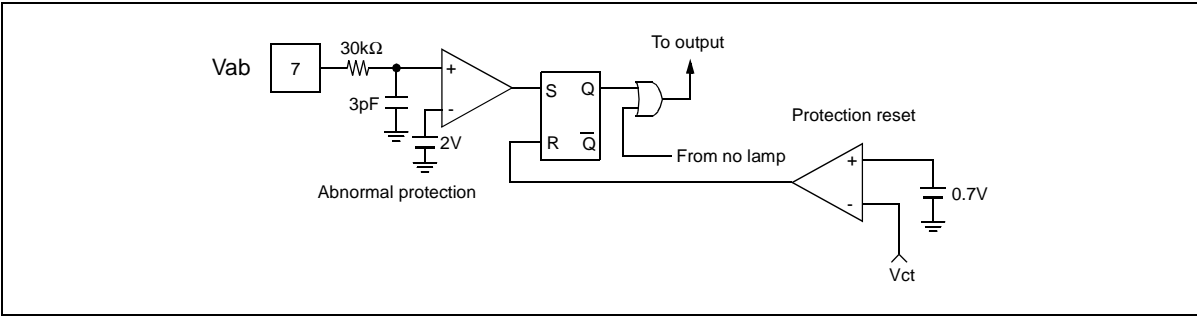 To output
30kΩ
Vab
7
+
S
Q
3pF
-
Protection reset
2V
R
Q̅
From no lamp
+
Abnormal protection
0.7V
-
Vct